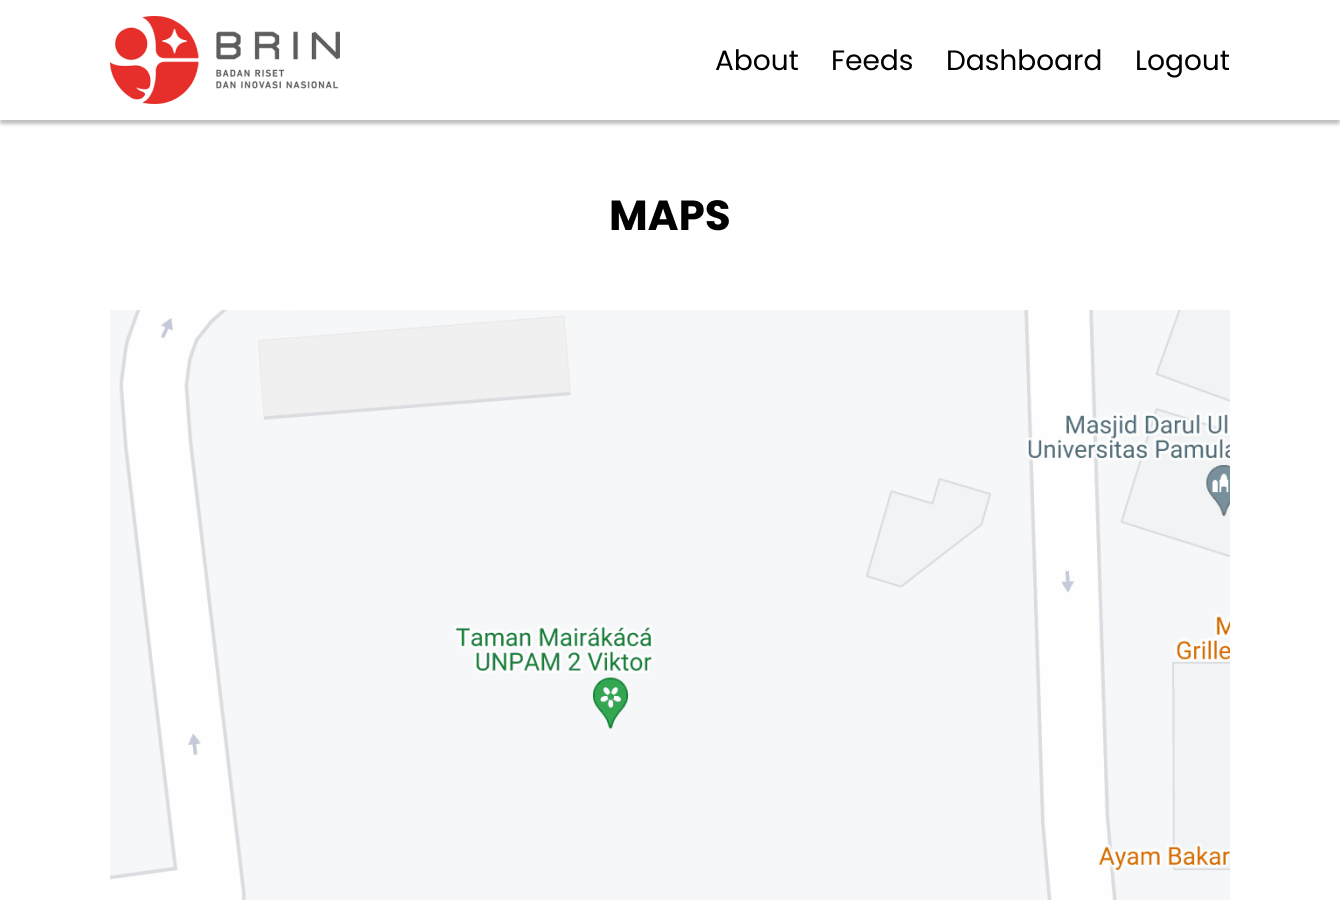 BRIN
BADAN RISET
DAN INOVASI NASIONAL
About Feeds Dashboard Logout
MAPS
Masjid Darul Ul
Universitas Pamula
Taman Mairákácá
UNPAM 2 Viktor
M
Grille
Ayam Bakar